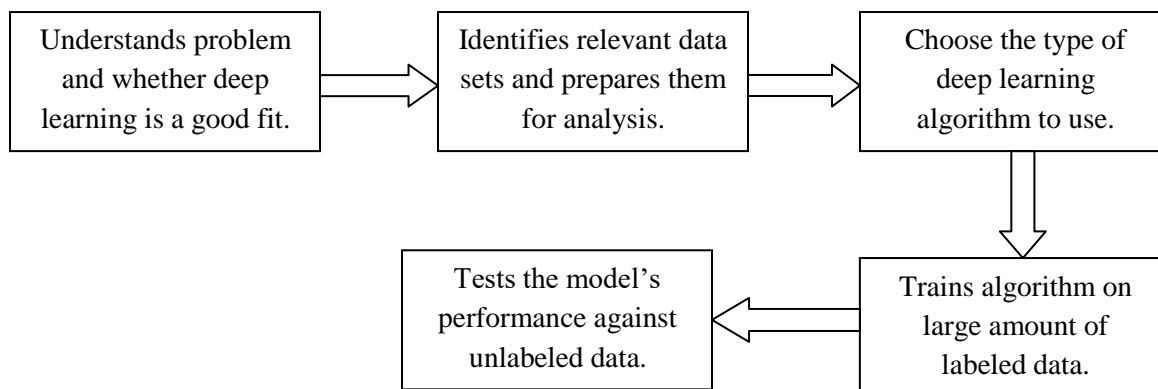 Understands problem
and whether deep
learning is a good fit.
Identifies relevant data
sets and prepares them
for analysis.
Choose the type of
deep learning
algorithm to use.
Trains algorithm on
large amount of
labeled data.
Tests the model’s
performance against
unlabeled data.